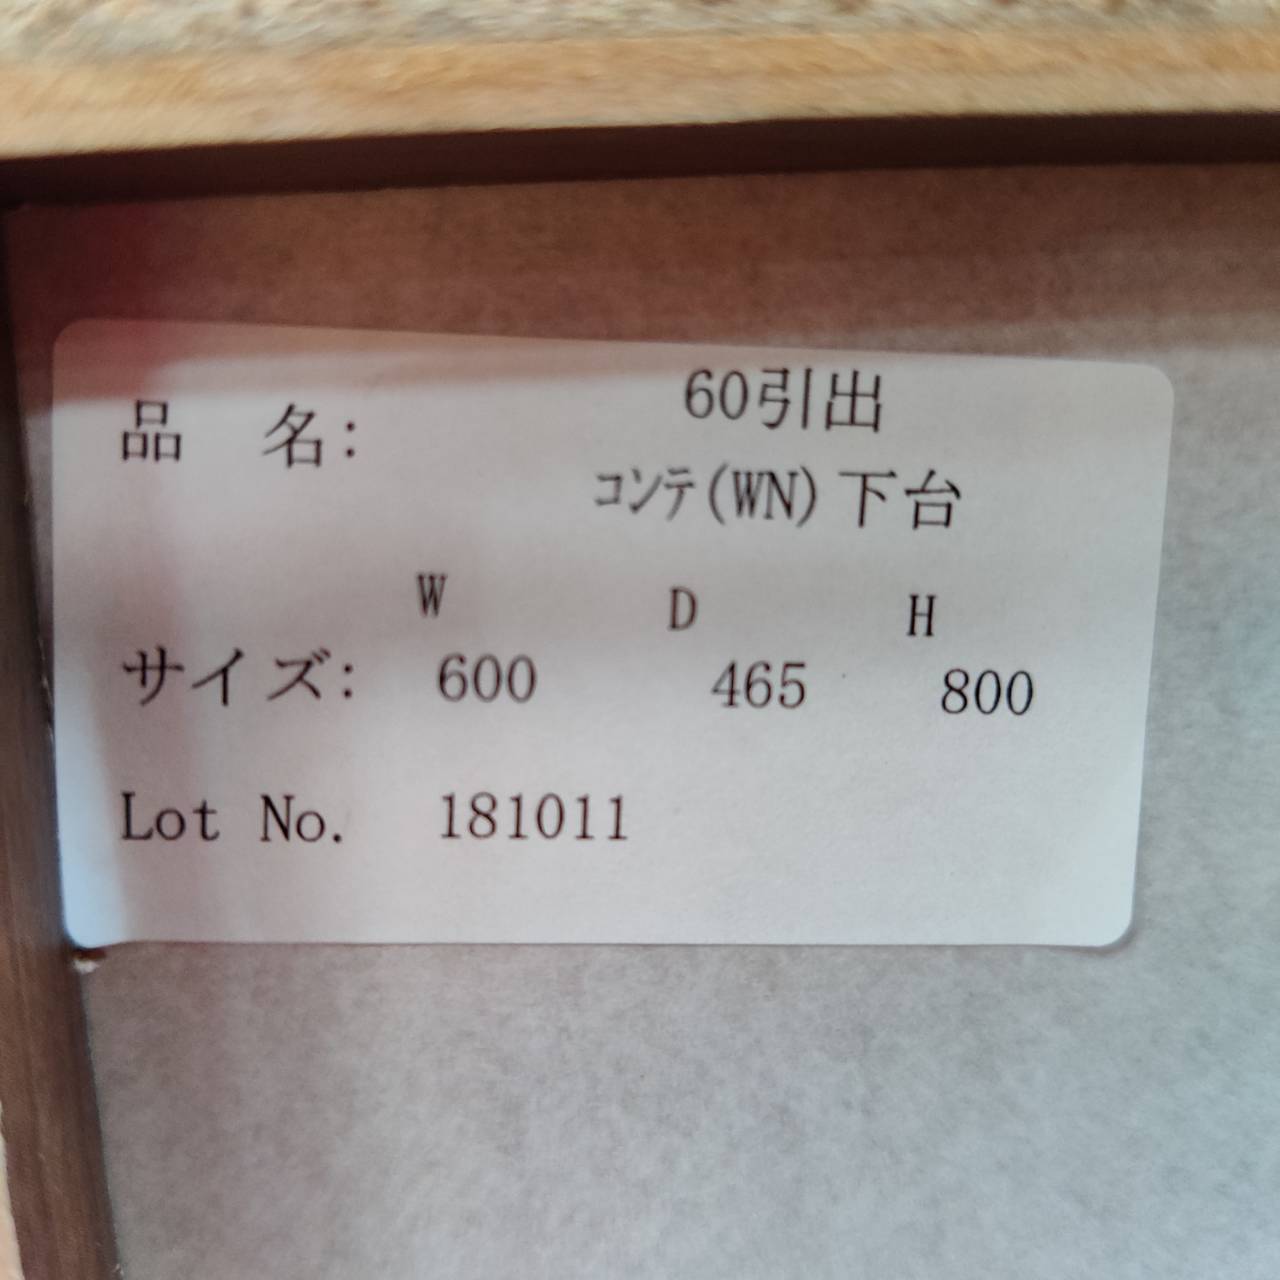 60引出
品 名:
ｺﾝﾃ(WN)下台
W D H
サイズ: 600 465 800
Lot No. 181011